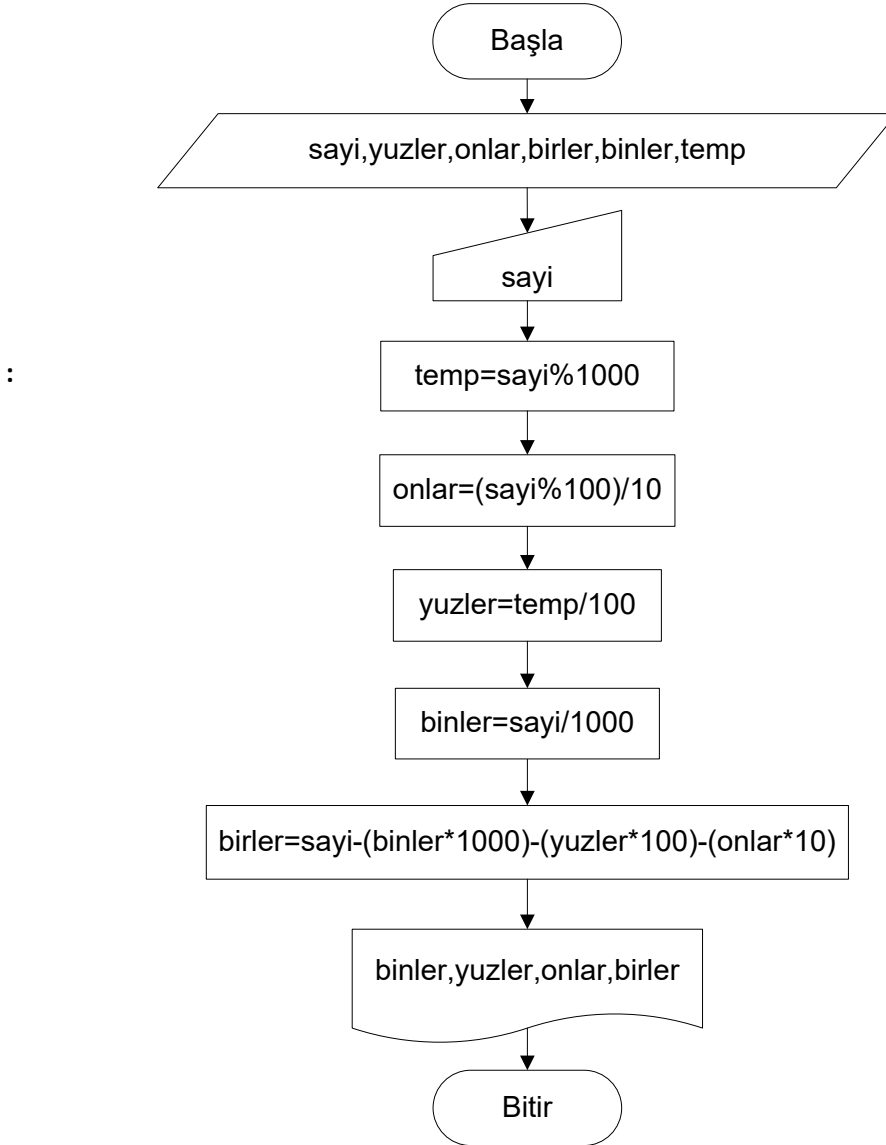 Başla
sayi,yuzler,onlar,birler,binler,temp
sayi
:
temp=sayi%1000
onlar=(sayi%100)/10
yuzler=temp/100
binler=sayi/1000
birler=sayi-(binler*1000)-(yuzler*100)-(onlar*10)
binler,yuzler,onlar,birler
Bitir